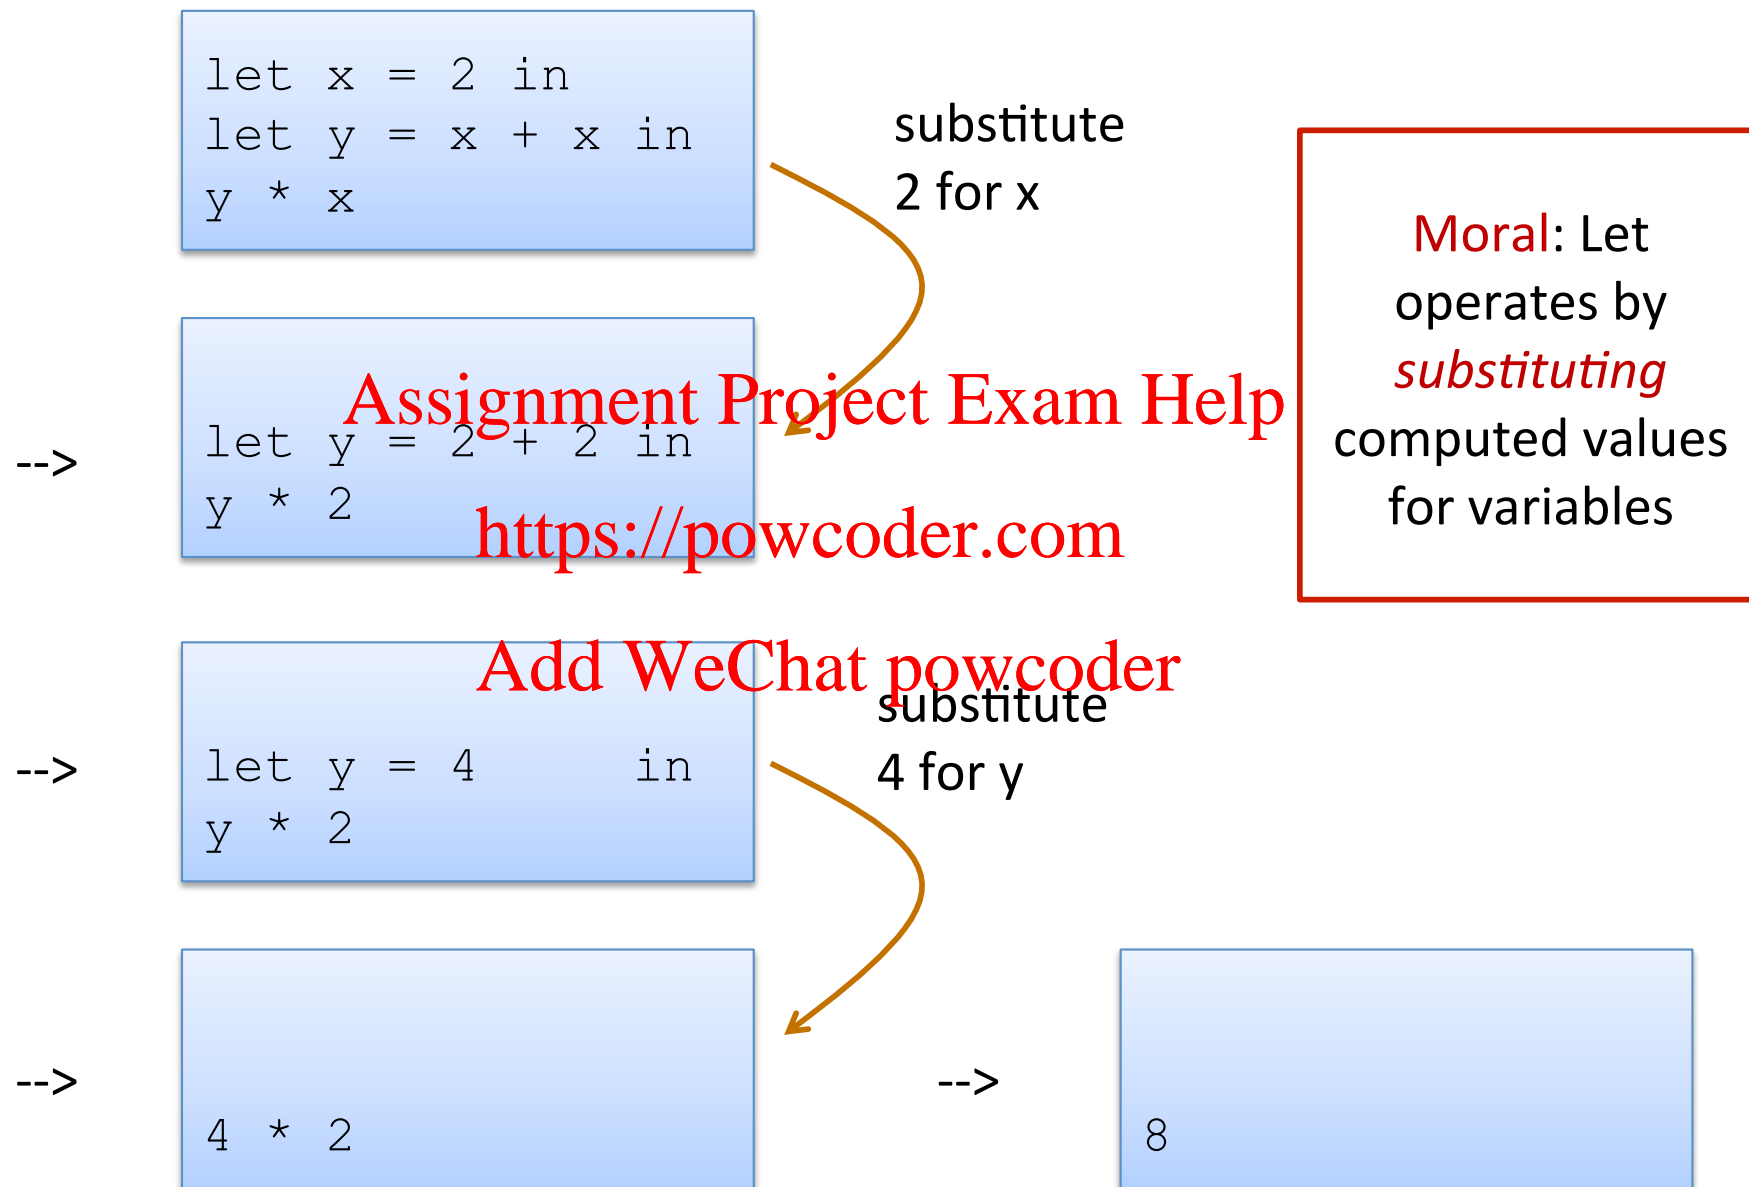 let x = 2 in
let y = x + x in
y * x
substitute
2 for x
Moral: Let
operates by
substituting
computed values
for variables
Assignment Project Exam Help
-->
let y = 2 + 2 in
y * 2
https://powcoder.com
Add WeChat powcoder
substitute
4 for y
-->
let y = 4     in
y * 2
-->
4 * 2
-->
8